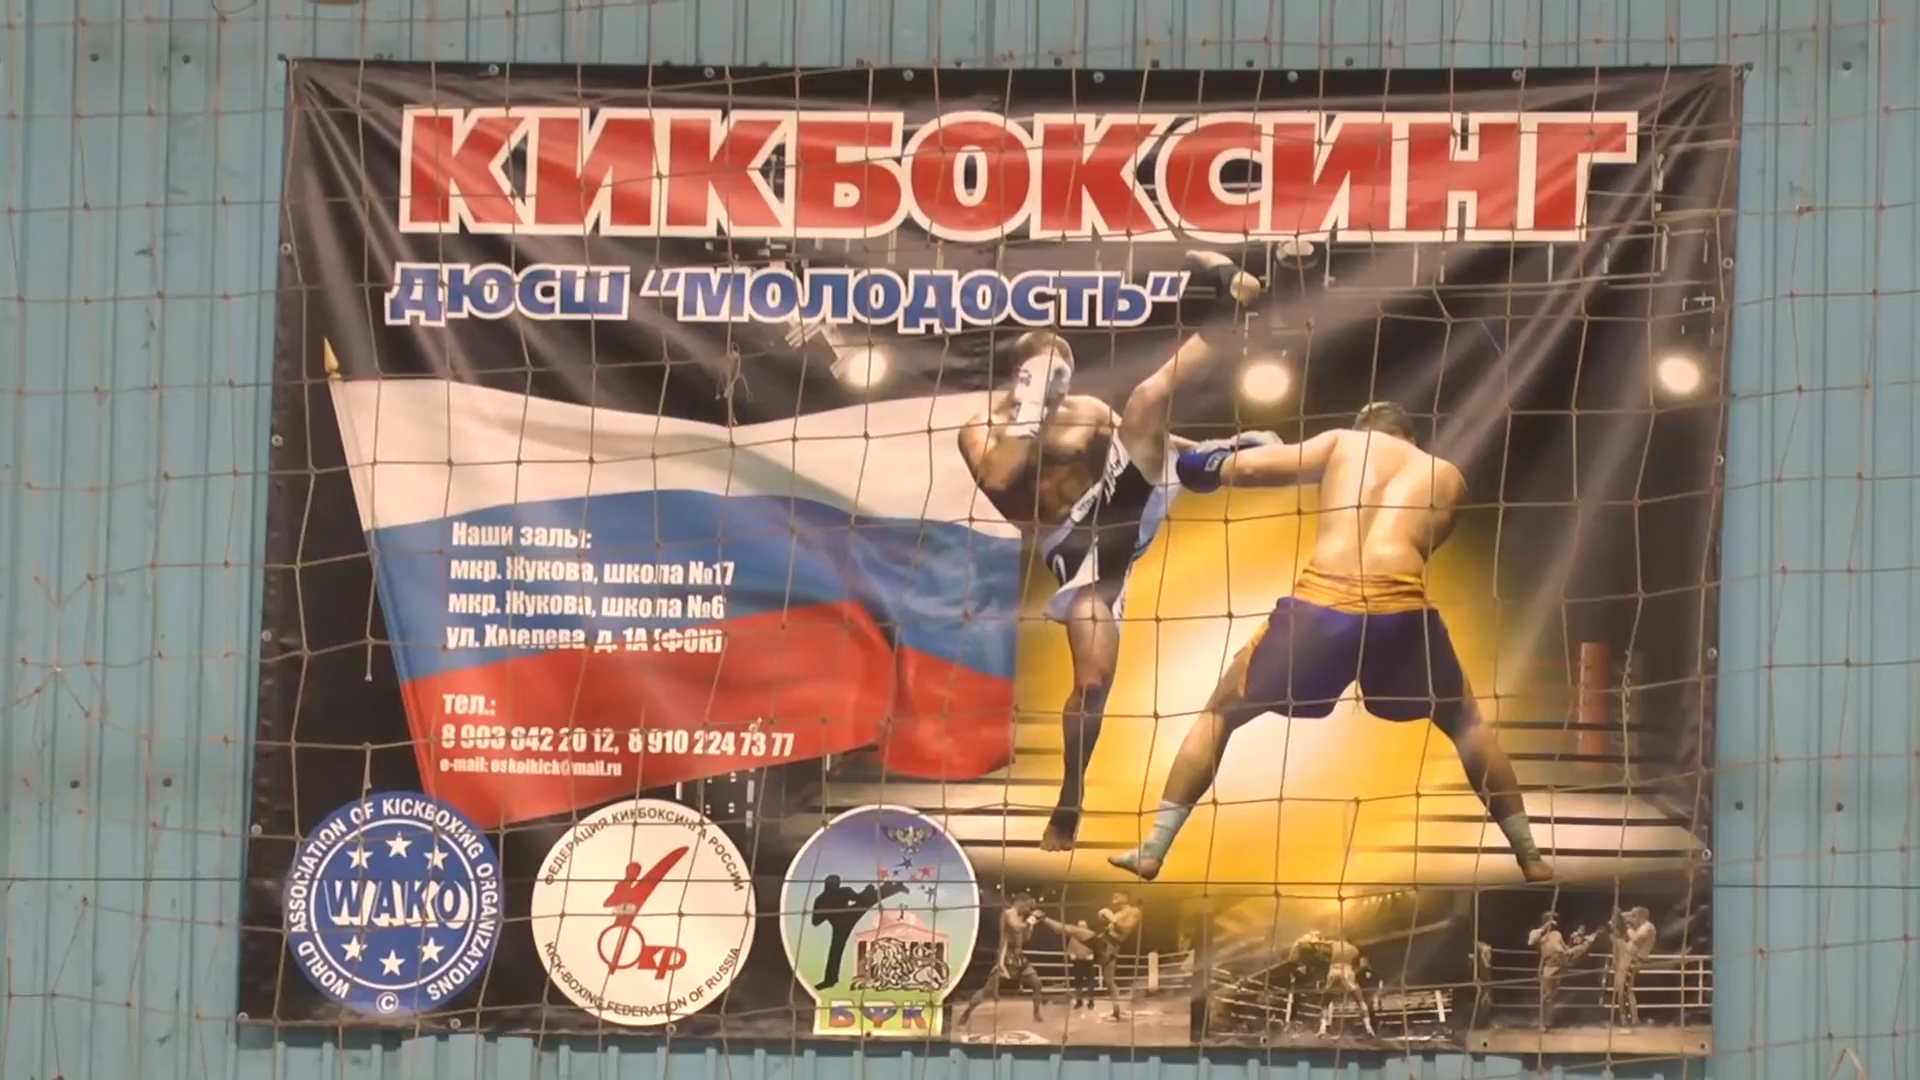 КИКБОКСИНГ
ДЮСШ "МОЛОДОСТЬ"
Наши залы:
мкр. Жукова, школа №17
мкр. Жукова, школа №6
ул. Хмелева, д. 1А (ФОК)
тел.:
8 903 642 20 12, 8 910 224 73 77
e-mail: oskolkick@mail.ru
WORLD ASSOCIATION OF KICKBOXING ORGANIZATIONS
WAKO
©
ФЕДЕРАЦИЯ КИКБОКСИНГА РОССИИ
ФКР
KICK-BOXING FEDERATION OF RUSSIA
БФК